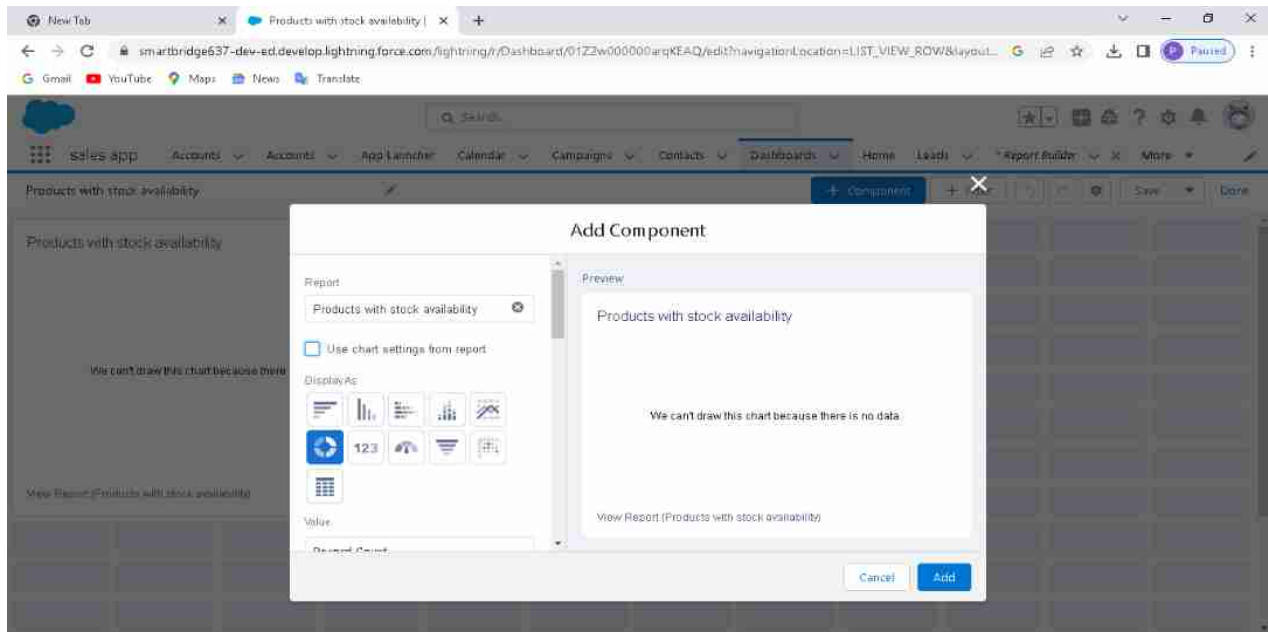 New Tab
Products with stock availability |
smartbridge637-dev-ed.develop.lightning.force.com/lightning/r/Dashboard/01Z2w000000arqKEAQ/edit?navigationLocation=LIST_VIEW_ROW&layout...
Paused
Gmail YouTube Maps News Translate
Search...
sales app Accounts Accounts App Launcher Calendar Campaigns Contacts Dashboards Home Leads * Report Builder More
Products with stock availability
+ Component
+
Save
Done
Products with stock availability
We can't draw this chart because there
View Report (Products with stock availability)
Add Component
Report
Products with stock availability
Use chart settings from report
Display As
123
Value
Record Count
Preview
Products with stock availability
We can't draw this chart because there is no data.
View Report (Products with stock availability)
Cancel
Add